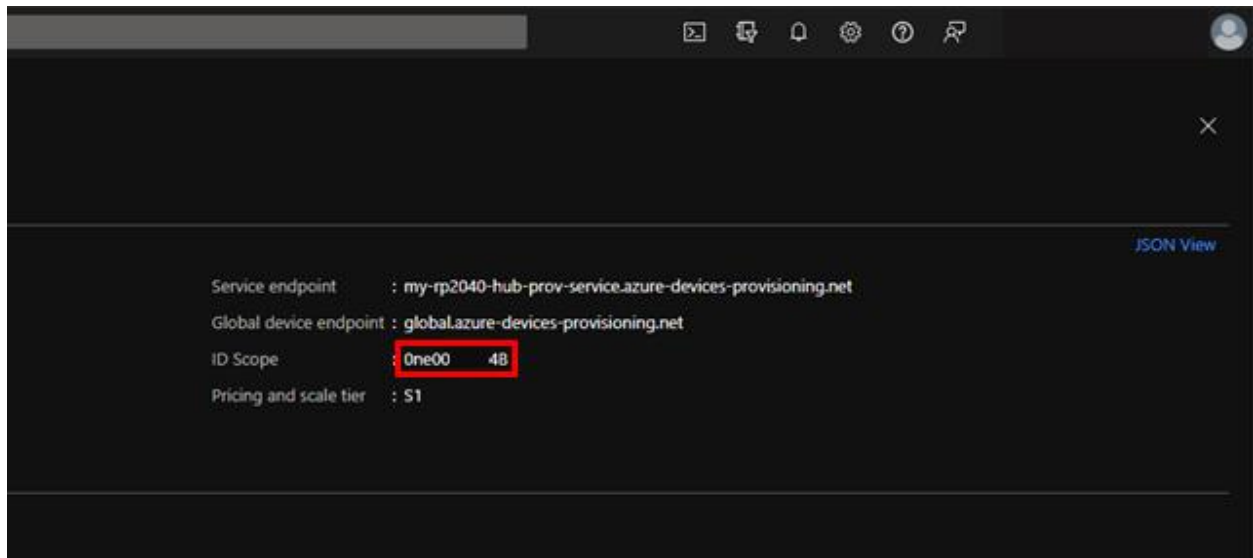 JSON View
Service endpoint : my-rp2040-hub-prov-service.azure-devices-provisioning.net
Global device endpoint : global.azure-devices-provisioning.net
ID Scope : 0ne00 4B
Pricing and scale tier : S1